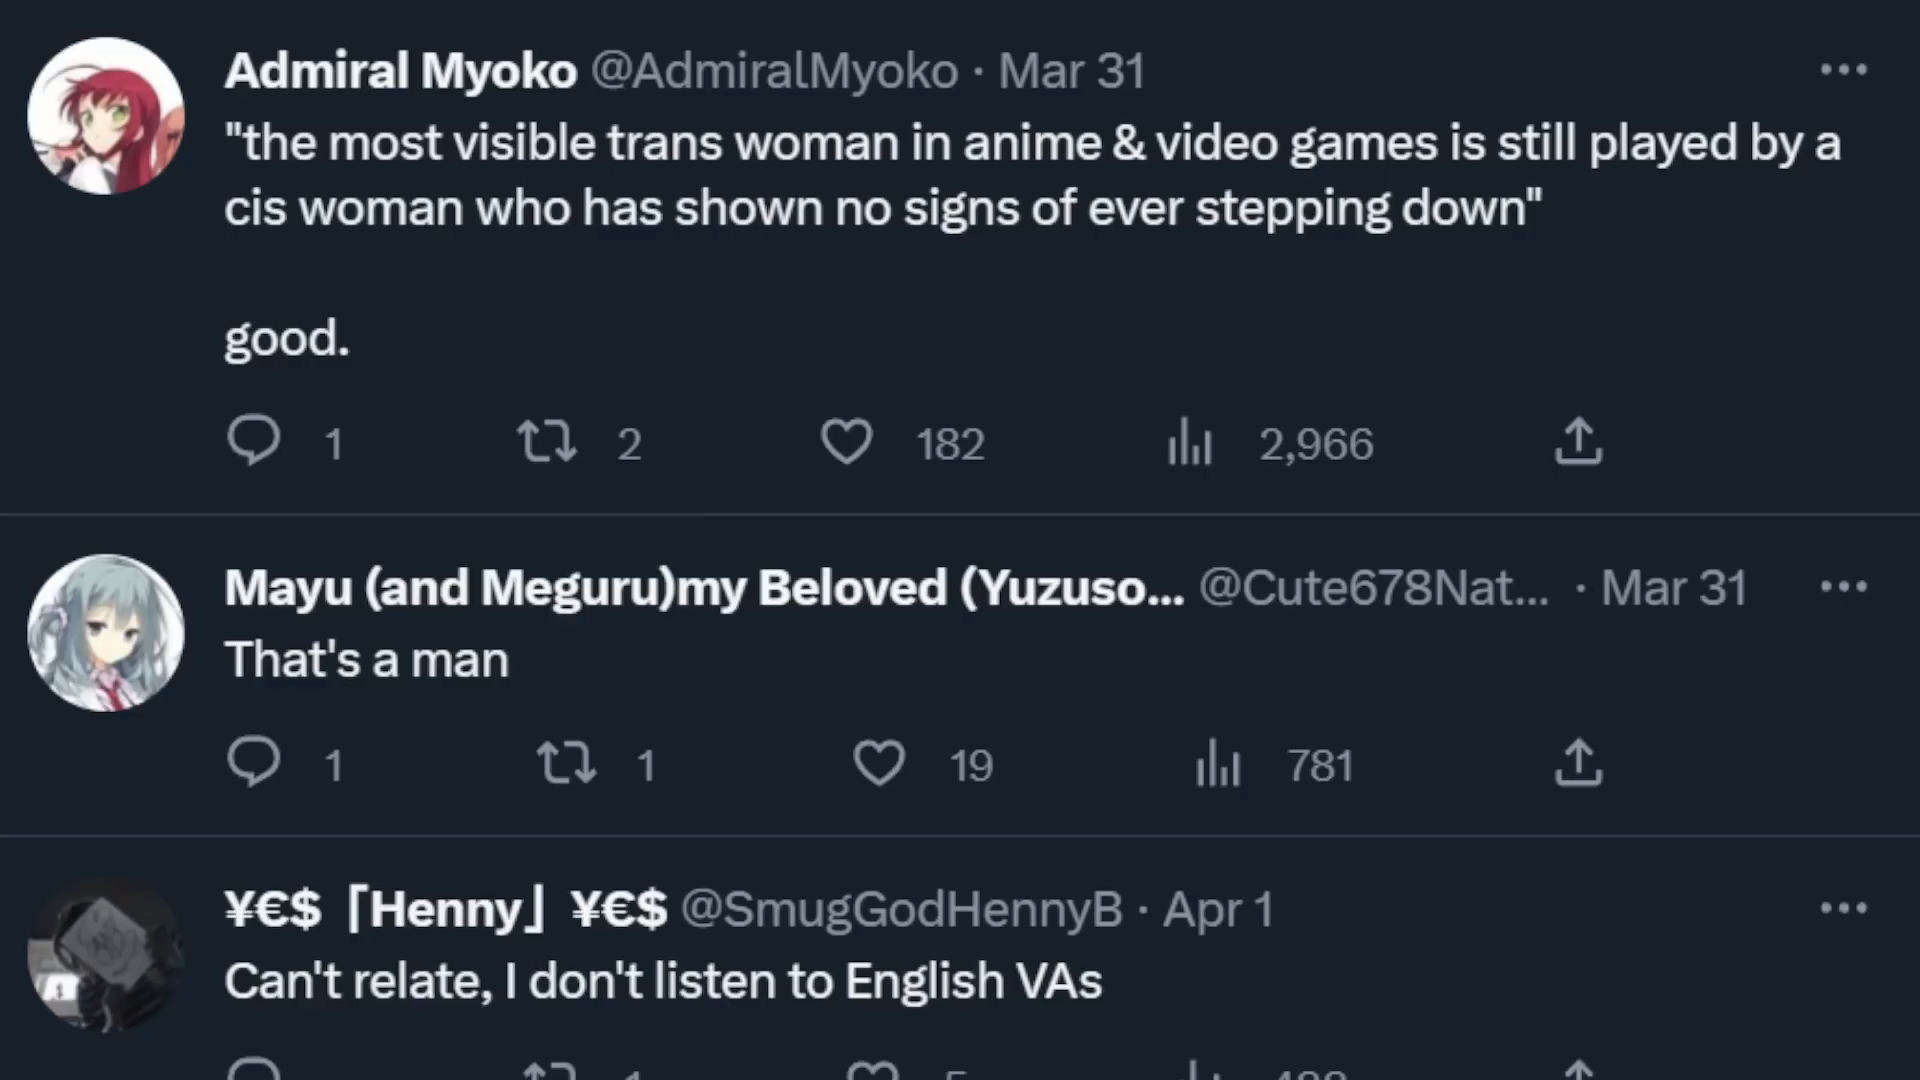 Admiral Myoko @AdmiralMyoko · Mar 31
"the most visible trans woman in anime & video games is still played by a
cis woman who has shown no signs of ever stepping down"
good.
1 2 182 2,966
Mayu (and Meguru)my Beloved (Yuzuso... @Cute678Nat... · Mar 31
That's a man
1 1 19 781
¥€$「Henny」¥€$ @SmugGodHennyB · Apr 1
Can't relate, I don't listen to English VAs